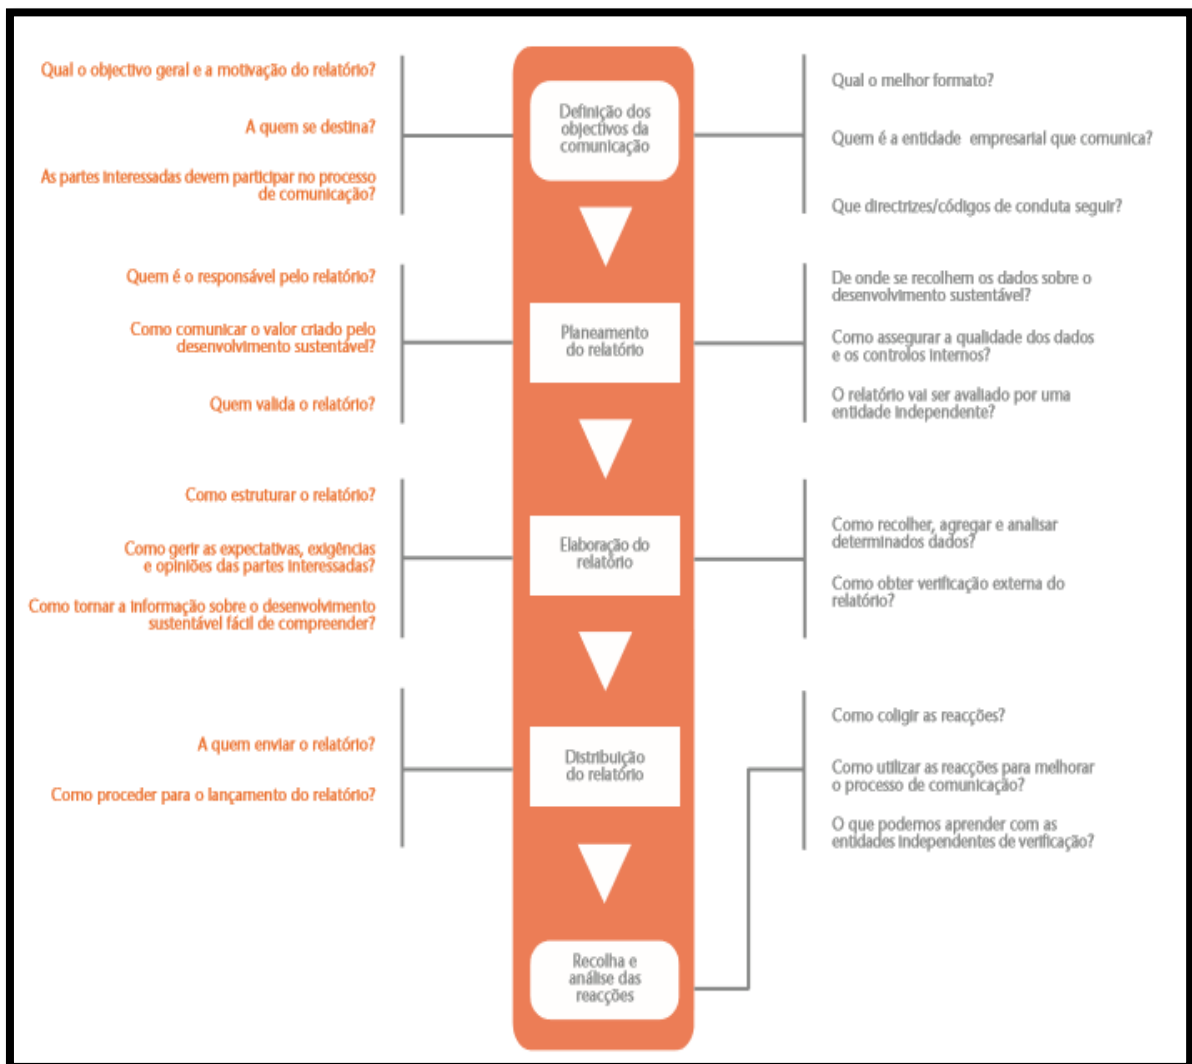 Qual o objectivo geral e a motivação do relatório?
A quem se destina?
As partes interessadas devem participar no processo
de comunicação?
Definição dos
objectivos da
comunicação
Qual o melhor formato?
Quem é a entidade empresarial que comunica?
Que directrizes/códigos de conduta seguir?
Quem é o responsável pelo relatório?
Como comunicar o valor criado pelo
desenvolvimento sustentável?
Quem valida o relatório?
Planeamento
do relatório
De onde se recolhem os dados sobre o
desenvolvimento sustentável?
Como assegurar a qualidade dos dados
e os controlos internos?
O relatório vai ser avaliado por uma
entidade independente?
Como estruturar o relatório?
Como gerir as expectativas, exigências
e opiniões das partes interessadas?
Como tornar a informação sobre o desenvolvimento
sustentável fácil de compreender?
Elaboração do
relatório
Como recolher, agregar e analisar
determinados dados?
Como obter verificação externa do
relatório?
A quem enviar o relatório?
Como proceder para o lançamento do relatório?
Distribuição
do relatório
Como coligir as reacções?
Como utilizar as reacções para melhorar
o processo de comunicação?
O que podemos aprender com as
entidades independentes de verificação?
Recolha e
análise das
reacções